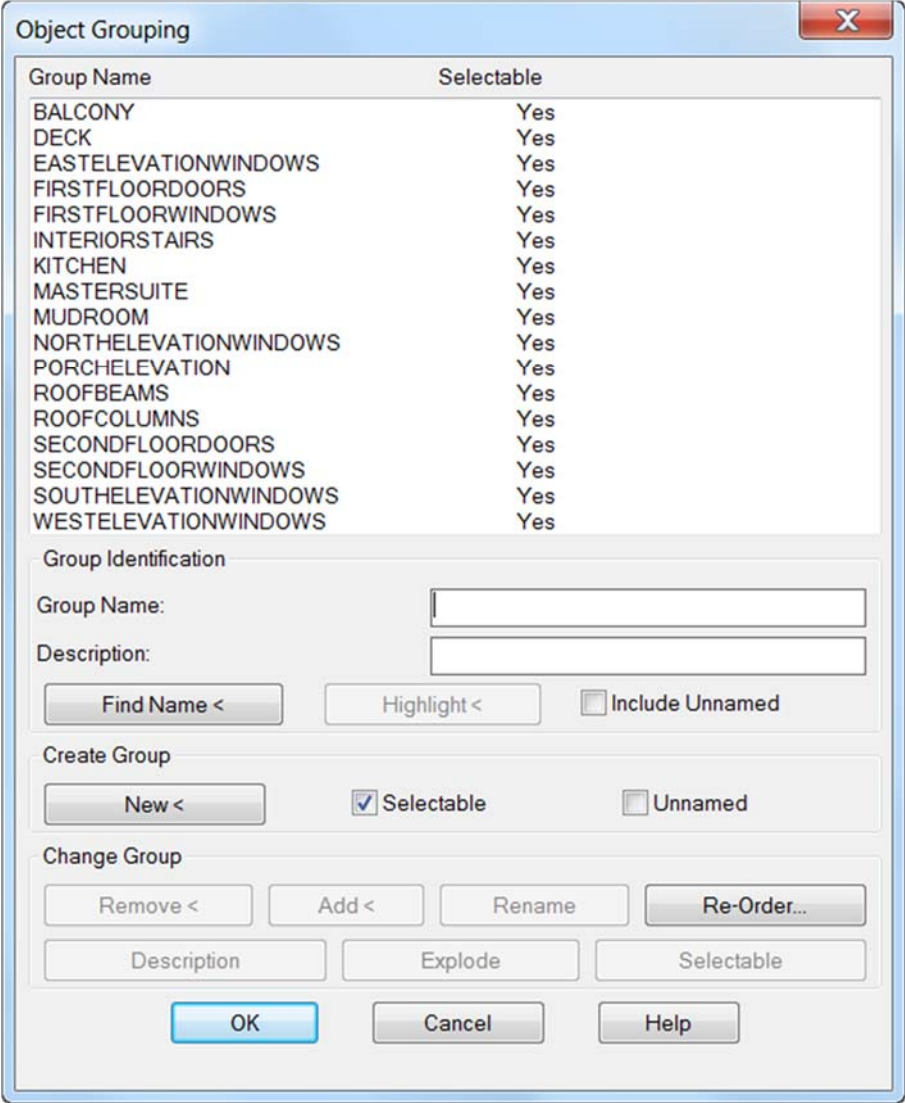 Object Grouping
Group Name Selectable
BALCONY Yes
DECK Yes
EASTELEVATIONWINDOWS Yes
FIRSTFLOORDOORS Yes
FIRSTFLOORWINDOWS Yes
INTERIORSTAIRS Yes
KITCHEN Yes
MASTERSUITE Yes
MUDROOM Yes
NORTHELEVATIONWINDOWS Yes
PORCHELEVATION Yes
ROOFBEAMS Yes
ROOFCOLUMNS Yes
SECONDFLOORDOORS Yes
SECONDFLOORWINDOWS Yes
SOUTHELEVATIONWINDOWS Yes
WESTELEVATIONWINDOWS Yes
Group Identification
Group Name:
Description:
Find Name < Highlight < Include Unnamed
Create Group
New < Selectable Unnamed
Change Group
Remove < Add < Rename Re-Order...
Description Explode Selectable
OK Cancel Help